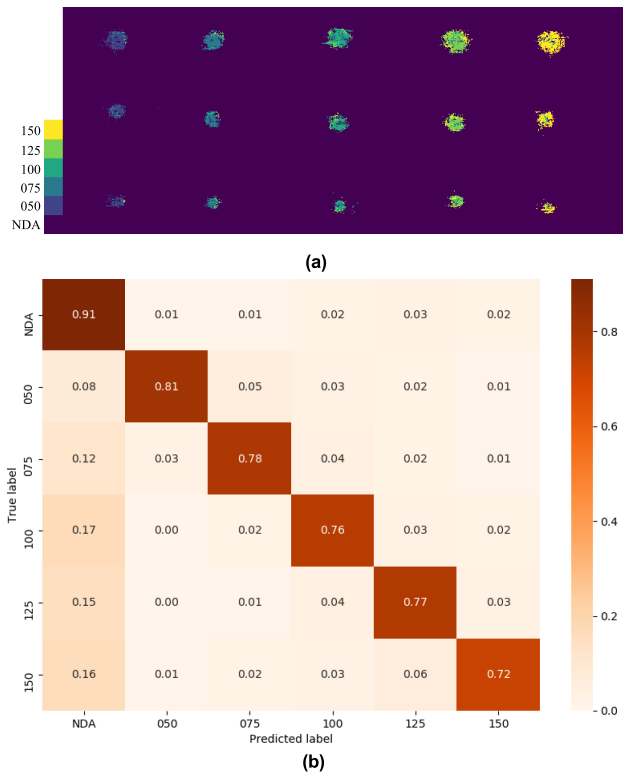 150
125
100
075
050
NDA
(a)
NDA 0.91 0.01 0.01 0.02 0.03 0.02
050 0.08 0.81 0.05 0.03 0.02 0.01
075 0.12 0.03 0.78 0.04 0.02 0.01
100 0.17 0.00 0.02 0.76 0.03 0.02
125 0.15 0.00 0.01 0.04 0.77 0.03
150 0.16 0.01 0.02 0.03 0.06 0.72
True label
NDA 050 075 100 125 150
Predicted label
0.8
0.6
0.4
0.2
0.0
(b)